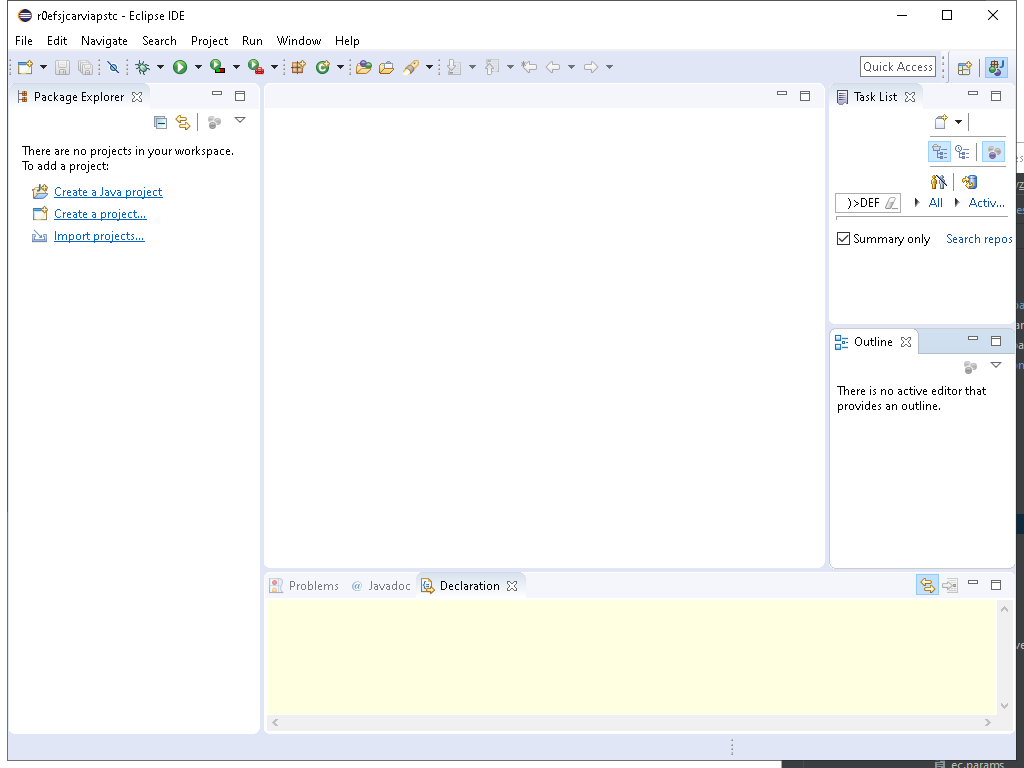 r0efsjcarviapstc - Eclipse IDE
File Edit Navigate Search Project Run Window Help
Quick Access
Package Explorer
Task List
There are no projects in your workspace.
To add a project:
Create a Java project
Create a project...
Import projects...
)>DEF All Activ...
Summary only Search repos
Outline
There is no active editor that
provides an outline.
Problems @ Javadoc Declaration
ec.params